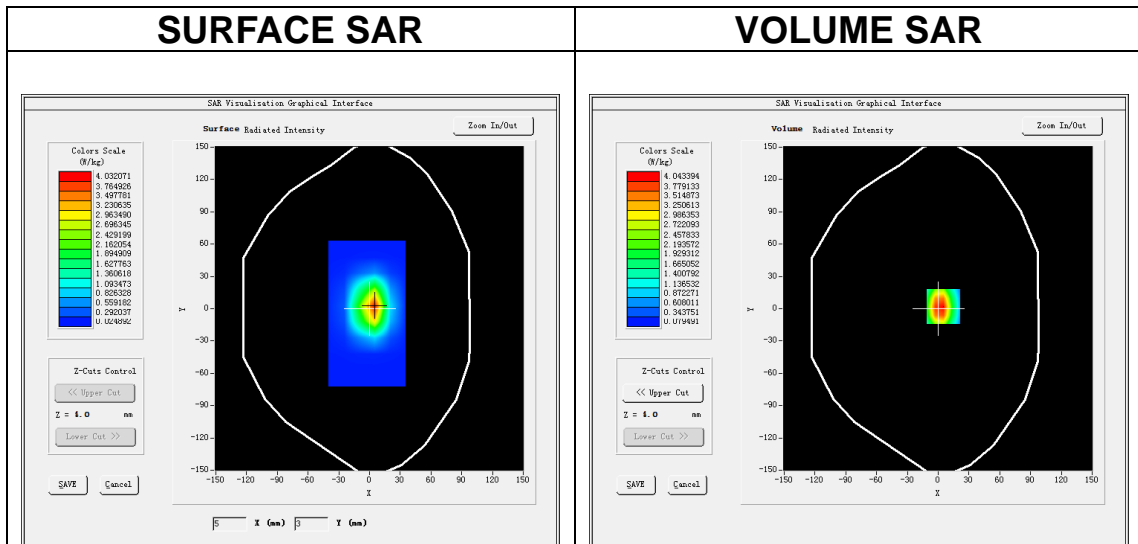 SURFACE SAR
VOLUME SAR
SAR Visualisation Graphical Interface
Surface Radiated Intensity
Zoom In/Out
Colors Scale
(W/kg)
4.032071
3.764926
3.497781
3.230635
2.963490
2.696345
2.429199
2.162054
1.894909
1.627763
1.360618
1.093473
0.826328
0.559182
0.292037
0.024892
Z-Cuts Control
<< Upper Cut
Z = 4.0 mm
Lower Cut >>
SAVE
Cancel
150
120
90
60
30
0
-30
-60
-90
-120
-150
Y
-150 -120 -90 -60 -30 0 30 60 90 120 150
X
5 X (mm) 3 Y (mm)
SAR Visualisation Graphical Interface
Volume Radiated Intensity
Zoom In/Out
Colors Scale
(W/kg)
4.043394
3.779133
3.514873
3.250613
2.986353
2.722093
2.457833
2.193572
1.929312
1.665052
1.400792
1.136532
0.872271
0.608011
0.343751
0.079491
Z-Cuts Control
<< Upper Cut
Z = 4.0 mm
Lower Cut >>
SAVE
Cancel
150
120
90
60
30
0
-30
-60
-90
-120
-150
Y
-150 -120 -90 -60 -30 0 30 60 90 120 150
X